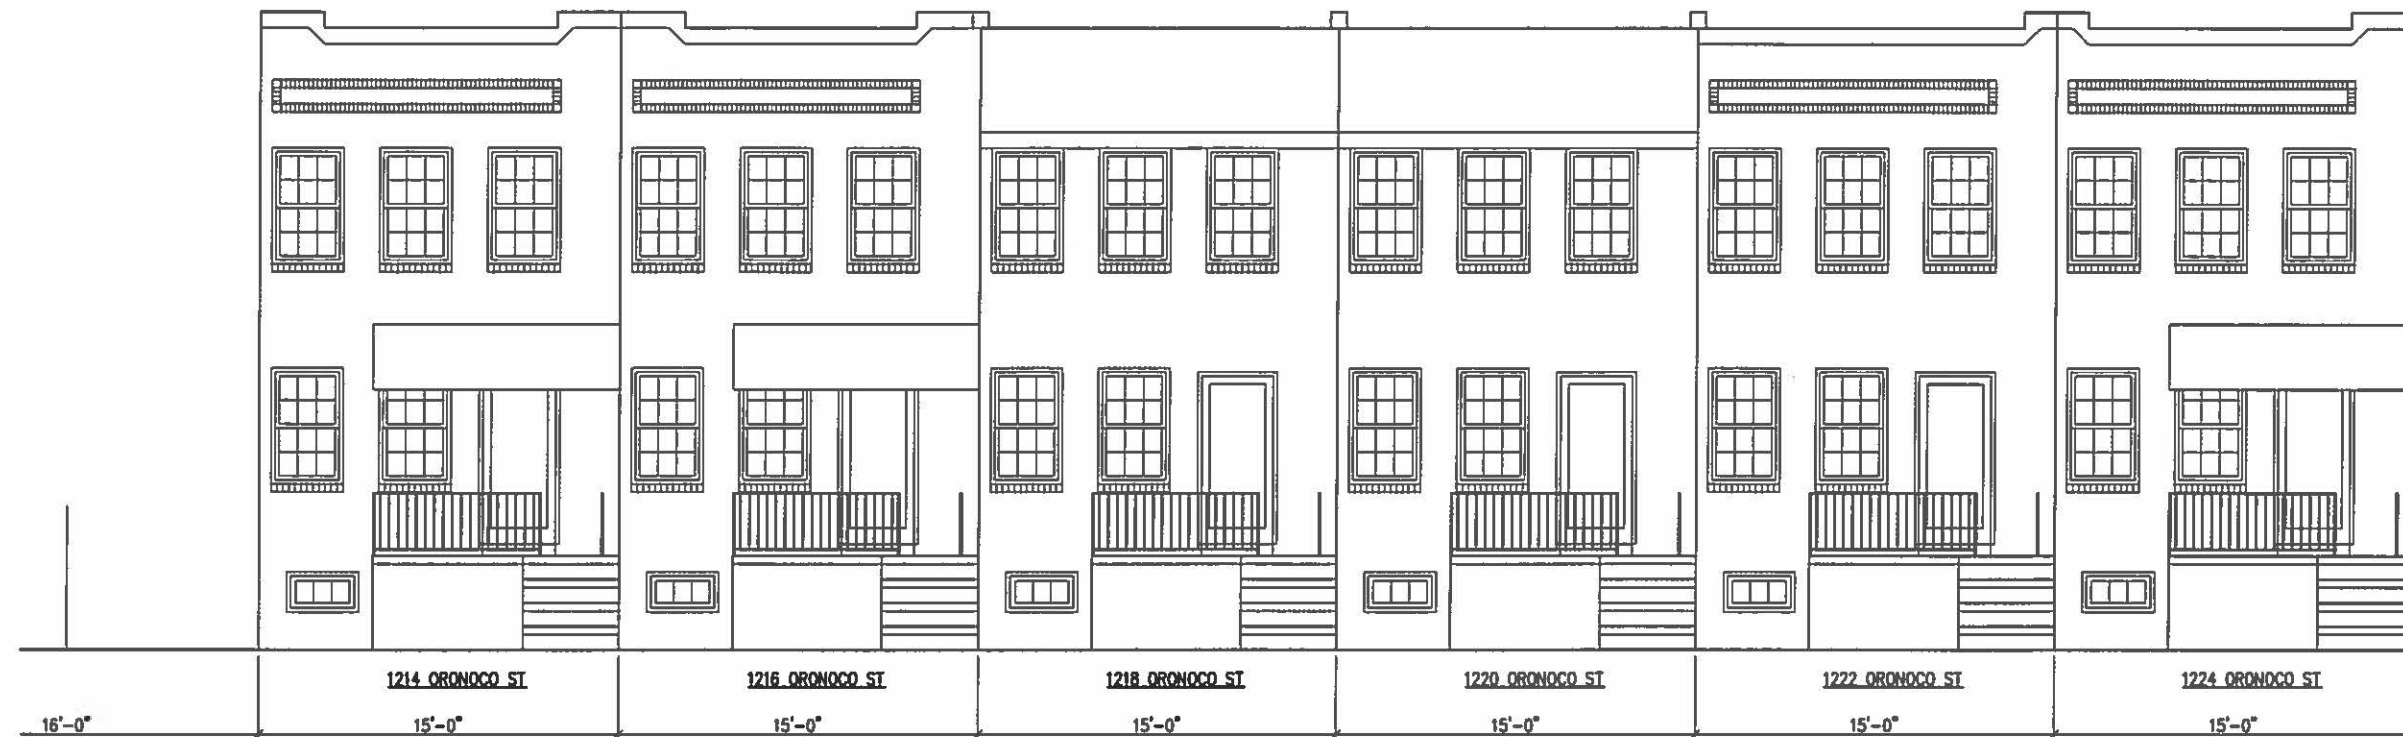 1214 ORONOCO ST
1216 ORONOCO ST
1218 ORONOCO ST
1220 ORONOCO ST
1222 ORONOCO ST
1224 ORONOCO ST
16'-0"
15'-0"
15'-0"
15'-0"
15'-0"
15'-0"
15'-0"